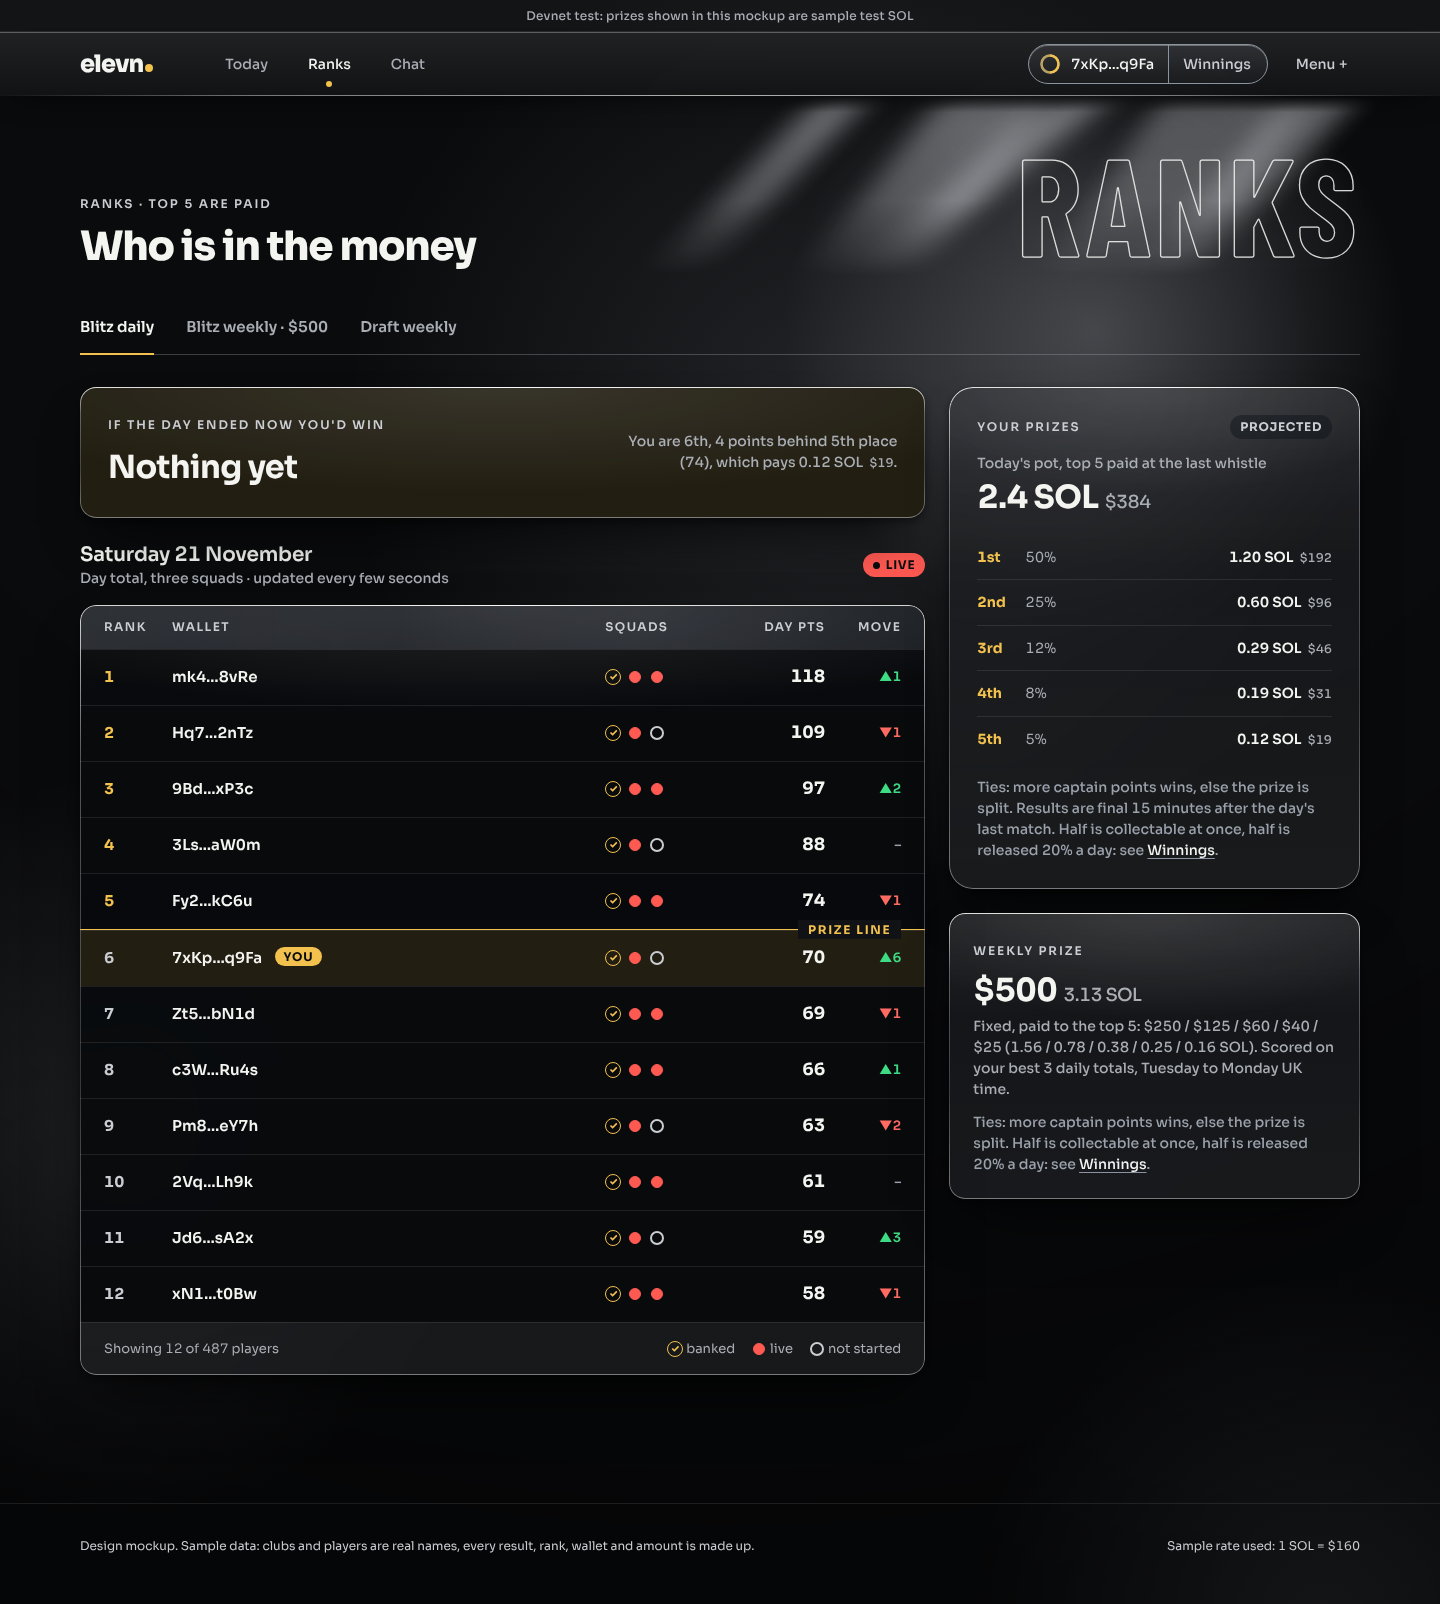 Devnet test: prizes shown in this mockup are sample test SOL
elevn.
Today
Ranks
Chat
7xKp...q9Fa
Winnings
Menu +
RANKS
RANKS · TOP 5 ARE PAID
Who is in the money
Blitz daily
Blitz weekly · $500
Draft weekly
IF THE DAY ENDED NOW YOU'D WIN
Nothing yet
You are 6th, 4 points behind 5th place
(74), which pays 0.12 SOL $19.
Saturday 21 November
Day total, three squads · updated every few seconds
LIVE
RANK WALLET SQUADS DAY PTS MOVE
1 mk4...8vRe 118 ▲1
2 Hq7...2nTz 109 ▼1
3 9Bd...xP3c 97 ▲2
4 3Ls...aW0m 88 –
5 Fy2...kC6u 74 ▼1
PRIZE LINE
6 7xKp...q9Fa YOU 70 ▲6
7 Zt5...bN1d 69 ▼1
8 c3W...Ru4s 66 ▲1
9 Pm8...eY7h 63 ▼2
10 2Vq...Lh9k 61 –
11 Jd6...sA2x 59 ▲3
12 xN1...t0Bw 58 ▼1
Showing 12 of 487 players
banked live not started
YOUR PRIZES
PROJECTED
Today's pot, top 5 paid at the last whistle
2.4 SOL $384
1st 50% 1.20 SOL $192
2nd 25% 0.60 SOL $96
3rd 12% 0.29 SOL $46
4th 8% 0.19 SOL $31
5th 5% 0.12 SOL $19
Ties: more captain points wins, else the prize is
split. Results are final 15 minutes after the day's
last match. Half is collectable at once, half is
released 20% a day: see Winnings.
WEEKLY PRIZE
$500 3.13 SOL
Fixed, paid to the top 5: $250 / $125 / $60 / $40 /
$25 (1.56 / 0.78 / 0.38 / 0.25 / 0.16 SOL). Scored on
your best 3 daily totals, Tuesday to Monday UK
time.
Ties: more captain points wins, else the prize is
split. Half is collectable at once, half is released
20% a day: see Winnings.
Design mockup. Sample data: clubs and players are real names, every result, rank, wallet and amount is made up.
Sample rate used: 1 SOL = $160